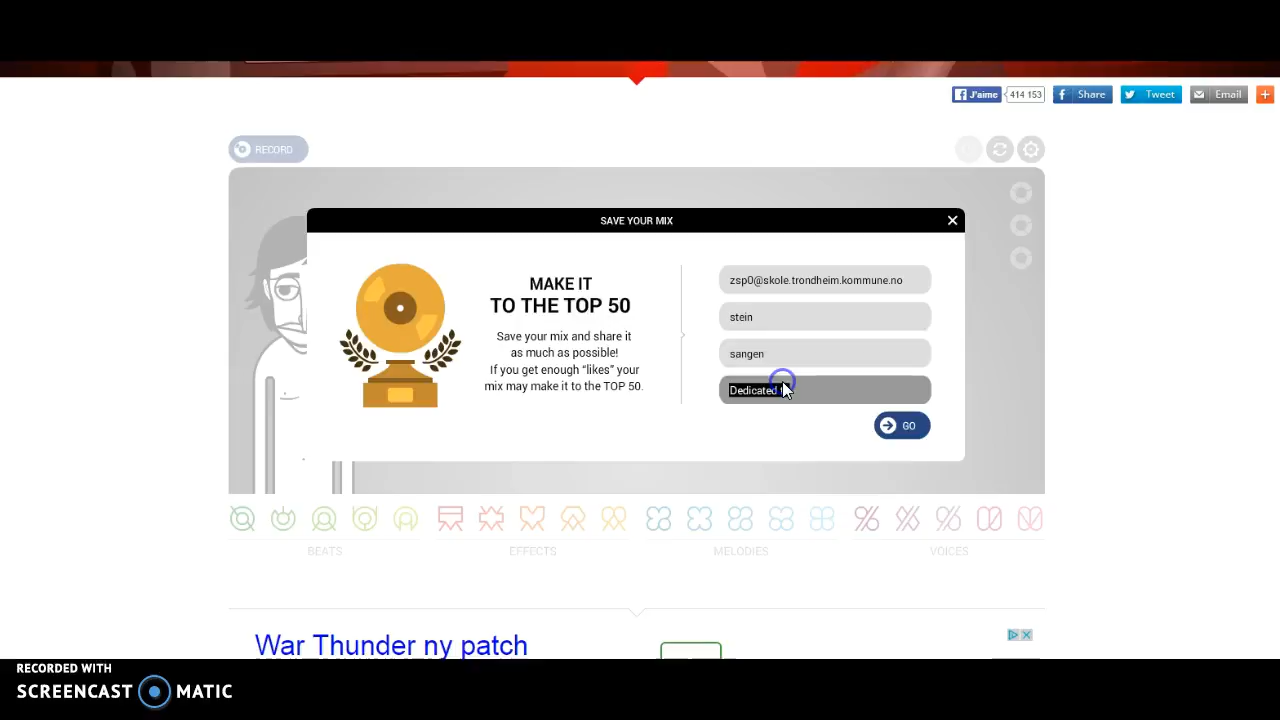 J'aime
414 153
Share
Tweet
Email
RECORD
SAVE YOUR MIX
MAKE IT
TO THE TOP 50
Save your mix and share it
as much as possible!
If you get enough “likes” your
mix may make it to the TOP 50.
zsp0@skole.trondheim.kommune.no
stein
sangen
Dedicated
GO
BEATS
EFFECTS
MELODIES
VOICES
War Thunder ny patch
RECORDED WITH
SCREENCAST MATIC